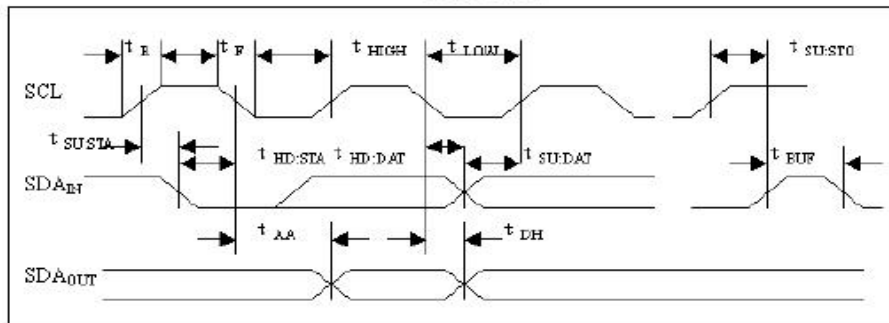 t R t F t HIGH t LOW t SU:STO
SCL
t SU:STA t HD:STA t HD:DAT t SU:DAT t BUF
SDA IN
t AA t DH
SDA OUT